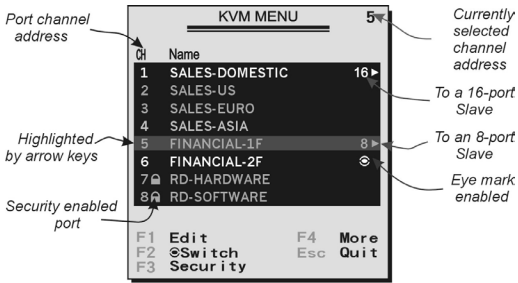 Port channel
address
KVM MENU
5
Currently
selected
channel
address
CH Name
1 SALES-DOMESTIC 16
2 SALES-US
3 SALES-EURO
4 SALES-ASIA
5 FINANCIAL-1F 8
6 FINANCIAL-2F
7 RD-HARDWARE
8 RD-SOFTWARE
To a 16-port
Slave
Highlighted
by arrow keys
To an 8-port
Slave
Eye mark
enabled
Security enabled
port
F1 Edit F4 More
F2 Switch Esc Quit
F3 Security